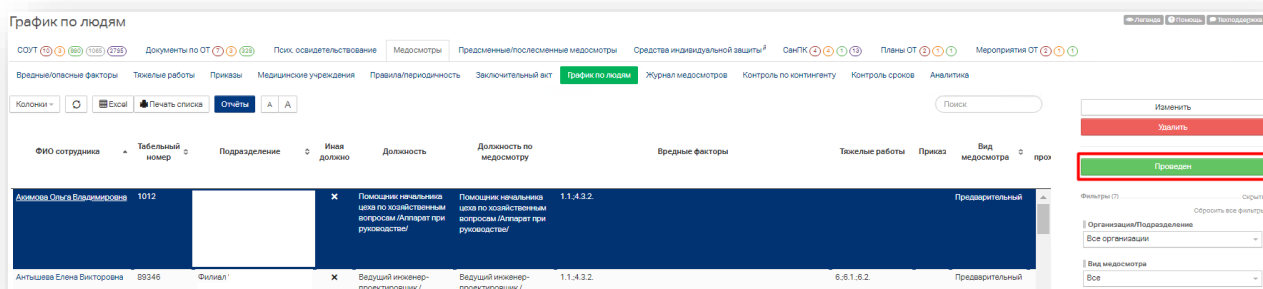 График по людям
Легенда Помощь Техподдержка
СОУТ 10 3 880 1085 2795 Документы по ОТ 7 3 328 Псих. освидетельствование Медосмотры Предсменные/послесменные медосмотры Средства индивидуальной защиты СанПК 4 4 1 13 Планы ОТ 2 1 1 Мероприятия ОТ 2 1 1
Вредные/опасные факторы Тяжелые работы Приказы Медицинские учреждения Правила/периодичность Заключительный акт График по людям Журнал медосмотров Контроль по контингенту Контроль сроков Аналитика
Колонки Excel Печать списка Отчёты А А Поиск
Изменить
Удалить
Проведен
ФИО сотрудника Табельный номер Подразделение Иная должно Должность Должность по медосмотру Вредные факторы Тяжелые работы Приказ Вид медосмотра прох
Фильтры (7) Скрыть
Сбросить все фильтры
Организация/Подразделение
Все организации
Вид медосмотра
Все
Акимова Ольга Владимировна 1012 Помощник начальника Помощник начальника 1.1.;4.3.2. Предварительный
цеха по хозяйственным цеха по хозяйственным
вопросам /Аппарат при вопросам /Аппарат при
руководстве/ руководстве/
Антышева Елена Викторовна 89346 Филиал ' Ведущий инженер- Ведущий инженер- 1.1.;4.3.2. 6.;6.1.;6.2. Предварительный
проектировщик / проектировщик /